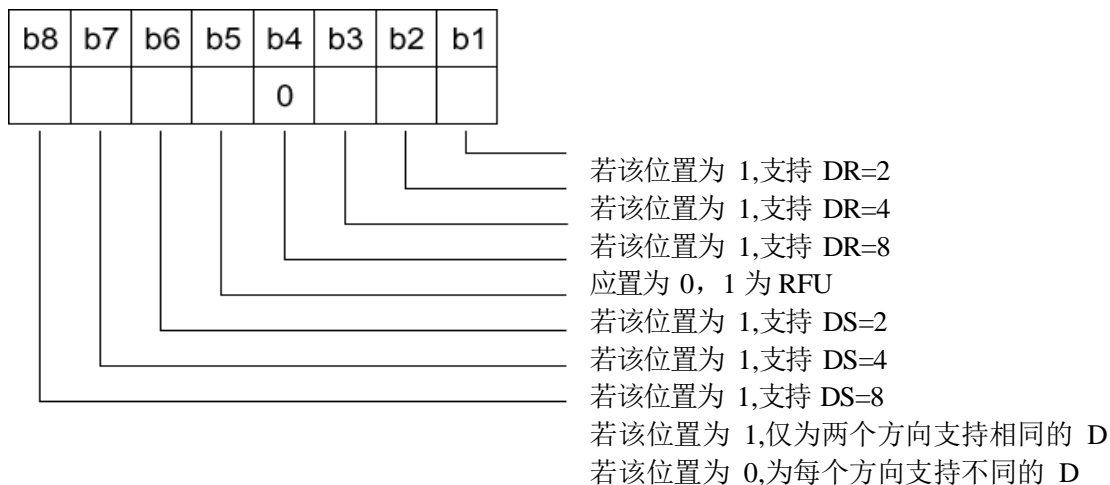 b8 b7 b6 b5 b4 b3 b2 b1
0
若该位置为 1,支持 DR=2
若该位置为 1,支持 DR=4
若该位置为 1,支持 DR=8
应置为 0，1 为 RFU
若该位置为 1,支持 DS=2
若该位置为 1,支持 DS=4
若该位置为 1,支持 DS=8
若该位置为 1,仅为两个方向支持相同的 D
若该位置为 0,为每个方向支持不同的 D